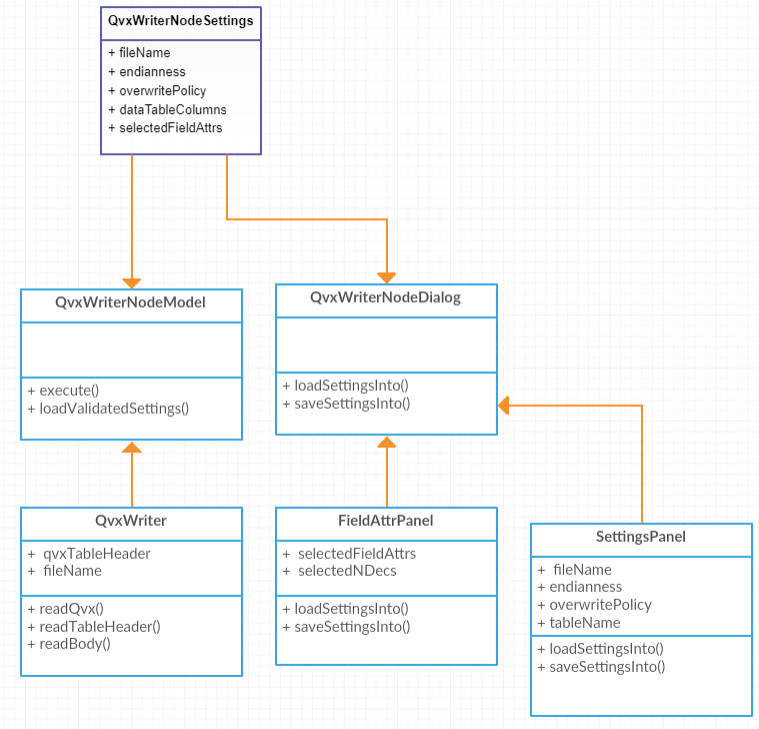 QvxWriterNodeSettings
+ fileName
+ endianness
+ overwritePolicy
+ dataTableColumns
+ selectedFieldAttrs
QvxWriterNodeModel
+ execute()
+ loadValidatedSettings()
QvxWriterNodeDialog
+ loadSettingsInto()
+ saveSettingsInto()
QvxWriter
+ qvxTableHeader
+ fileName
+ readQvx()
+ readTableHeader()
+ readBody()
FieldAttrPanel
+ selectedFieldAttrs
+ selectedNDecs
+ loadSettingsInto()
+ saveSettingsInto()
SettingsPanel
+ fileName
+ endianness
+ overwritePolicy
+ tableName
+ loadSettingsInto()
+ saveSettingsInto()